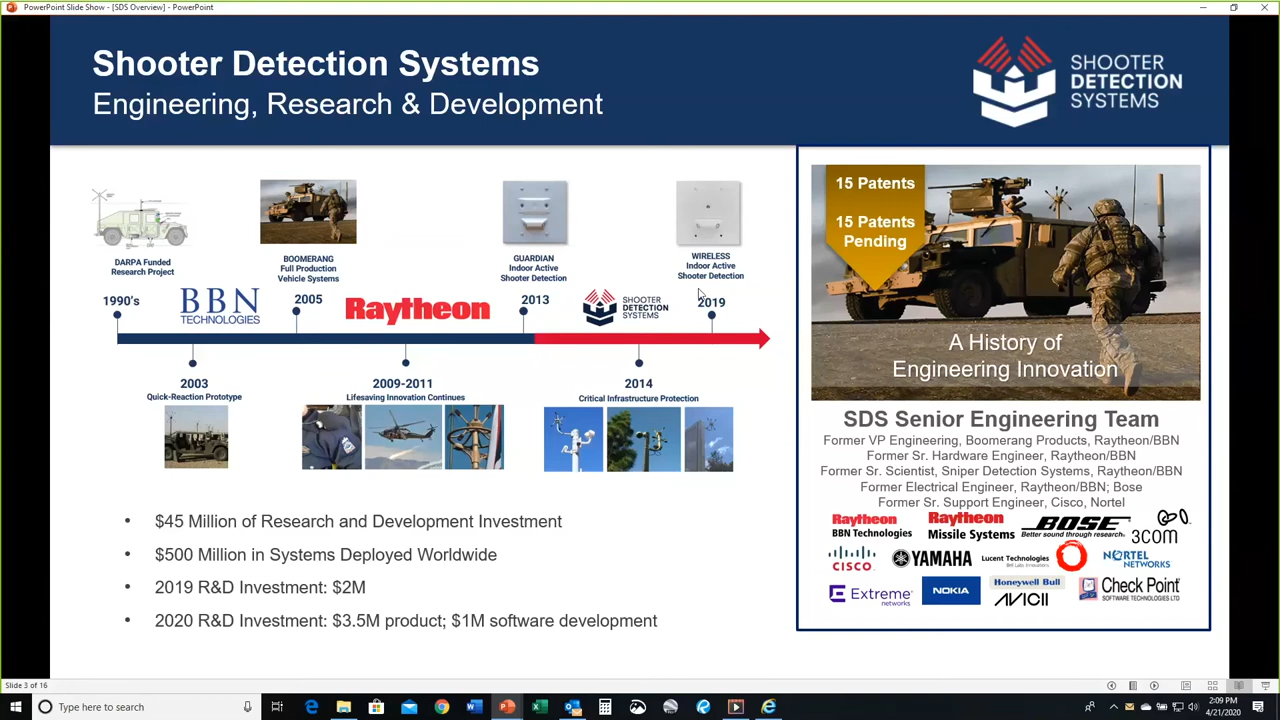 PowerPoint Slide Show - [SDS Overview] - PowerPoint
Shooter Detection Systems
Engineering, Research & Development
SHOOTER
DETECTION
SYSTEMS
DARPA Funded
Research Project
BOOMERANG
Full Production
Vehicle Systems
GUARDIAN
Indoor Active
Shooter Detection
WIRELESS
Indoor Active
Shooter Detection
1990's
BBN
TECHNOLOGIES
2005
Raytheon
2013
SHOOTER
DETECTION
SYSTEMS
2019
2003
Quick-Reaction Prototype
2009-2011
Lifesaving Innovation Continues
2014
Critical Infrastructure Protection
• $45 Million of Research and Development Investment
• $500 Million in Systems Deployed Worldwide
• 2019 R&D Investment: $2M
• 2020 R&D Investment: $3.5M product; $1M software development
15 Patents
15 Patents
Pending
A History of
Engineering Innovation
SDS Senior Engineering Team
Former VP Engineering, Boomerang Products, Raytheon/BBN
Former Sr. Hardware Engineer, Raytheon/BBN
Former Sr. Scientist, Sniper Detection Systems, Raytheon/BBN
Former Electrical Engineer, Raytheon/BBN; Bose
Former Sr. Support Engineer, Cisco, Nortel
Raytheon
BBN Technologies
Raytheon
Missile Systems
BOSE
Better sound through research.
3COM
CISCO
YAMAHA
Lucent Technologies
Bell Labs Innovations
NORTEL
NETWORKS
Extreme
networks
NOKIA
Honeywell Bull
AVICII
Check Point
SOFTWARE TECHNOLOGIES LTD
Slide 3 of 16
Type here to search
2:09 PM
4/21/2020